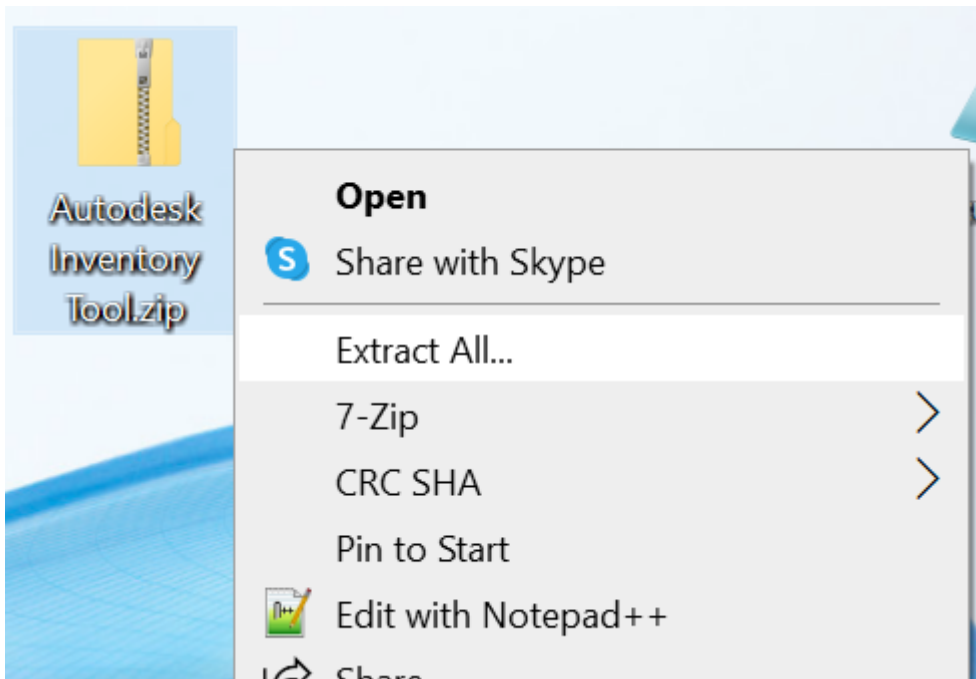 Autodesk
Inventory
Tool.zip
Open
Share with Skype
Extract All...
7-Zip
CRC SHA
Pin to Start
Edit with Notepad++
Share